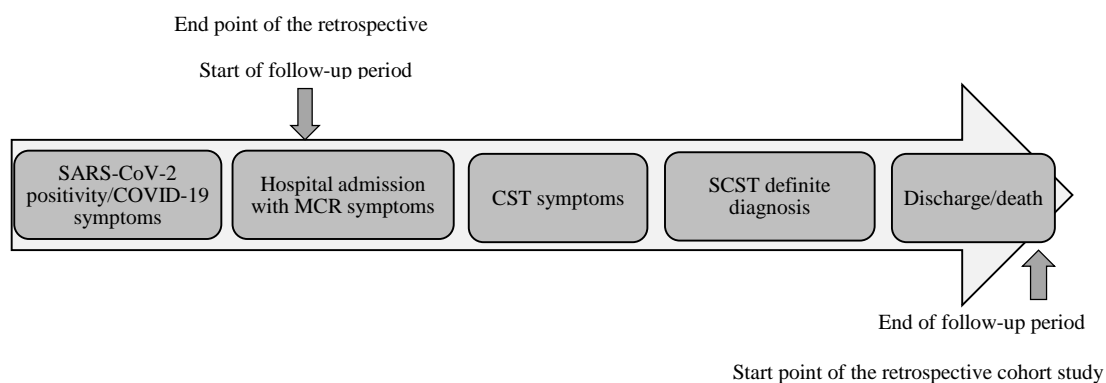 End point of the retrospective
Start of follow-up period
SARS-CoV-2
positivity/COVID-19
symptoms
Hospital admission
with MCR symptoms
CST symptoms
SCST definite
diagnosis
Discharge/death
End of follow-up period
Start point of the retrospective cohort study